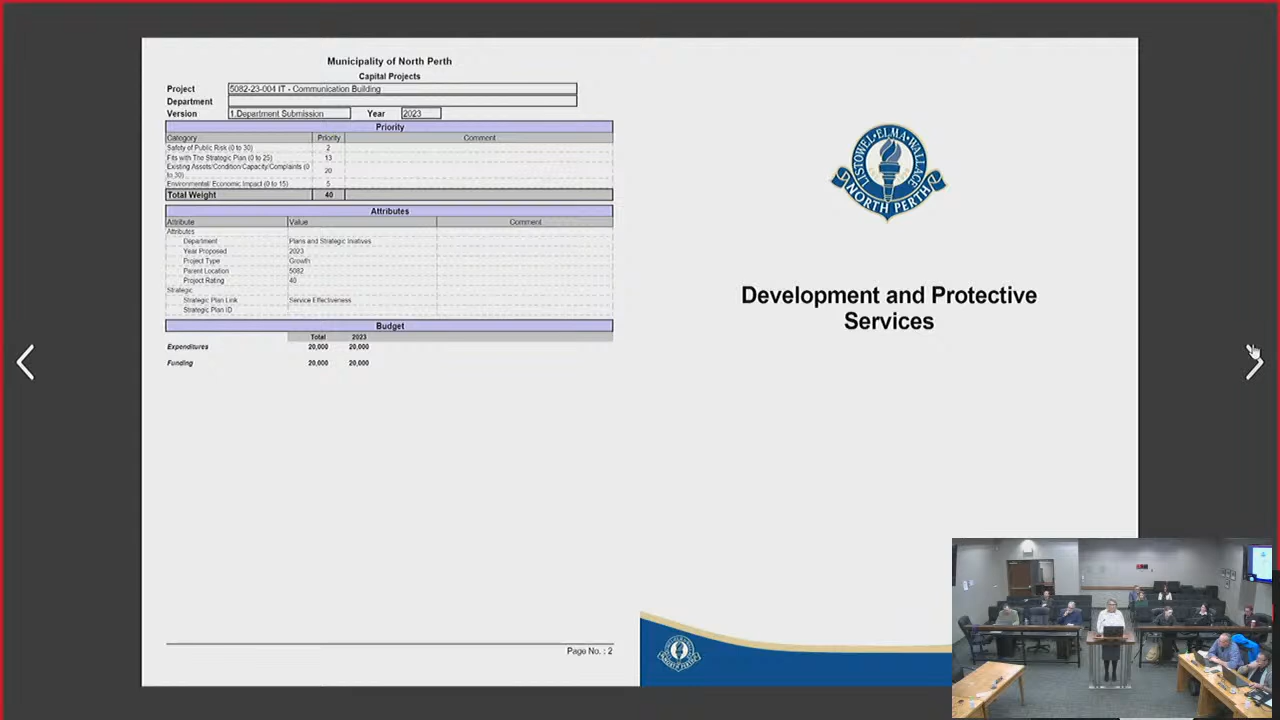 Municipality of North Perth
Capital Projects
Project 5082-23-004 IT - Communication Building
Department
Version 1.Department Submission Year 2023
Priority
Category Priority Comment
Safety of Public Risk (0 to 30) 2
Fits with The Strategic Plan (0 to 25) 13
Existing Assets/Condition/Capacity/Complaints (0
to 30) 20
Environmental/ Economic Impact (0 to 15) 5
Total Weight 40
Attributes
Attribute Value Comment
Attributes
Department Plans and Strategic Iniatives
Year Proposed 2023
Project Type Growth
Parent Location 5082
Project Rating 40
Strategic
Strategic Plan Link Service Effectiveness
Strategic Plan ID
Budget
Total 2023
Expenditures 20,000 20,000
Funding 20,000 20,000
Page No. : 2
LISTOWEL • ELMA • WALLACE
NORTH PERTH
Development and Protective
Services
NORTH PERTH